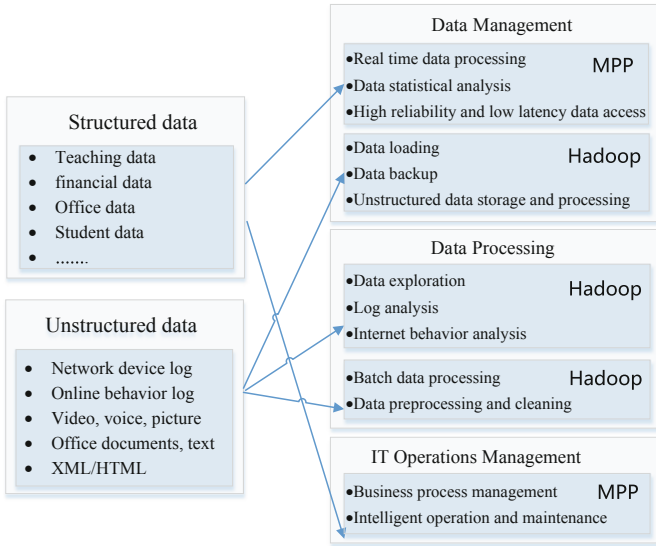 Structured data
• Teaching data
• financial data
• Office data
• Student data
• .......
Unstructured data
• Network device log
• Online behavior log
• Video, voice, picture
• Office documents, text
• XML/HTML
Data Management
•Real time data processing
MPP
•Data statistical analysis
•High reliability and low latency data access
•Data loading
Hadoop
•Data backup
•Unstructured data storage and processing
Data Processing
•Data exploration
Hadoop
•Log analysis
•Internet behavior analysis
•Batch data processing
Hadoop
•Data preprocessing and cleaning
IT Operations Management
•Business process management
MPP
•Intelligent operation and maintenance